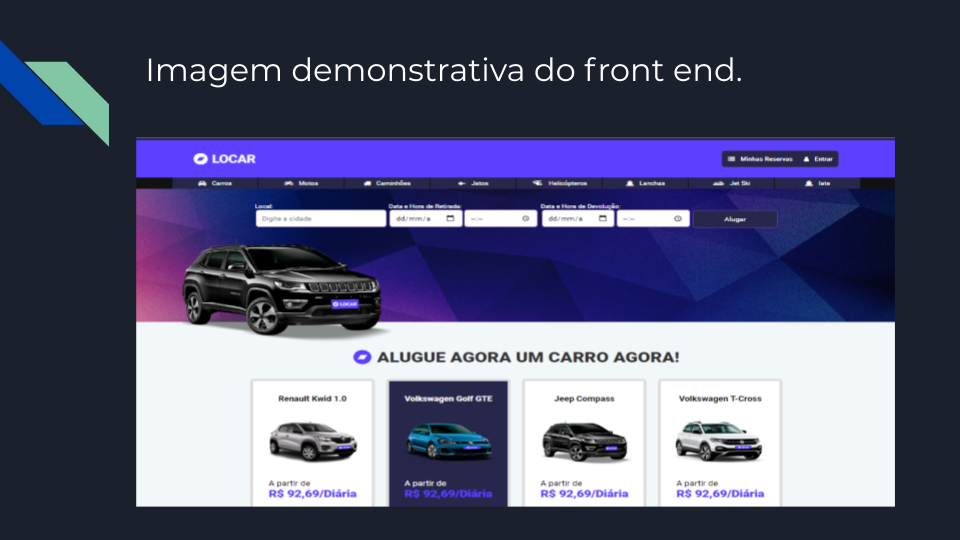 Imagem demonstrativa do front end.
LOCAR
Minhas Reservas Entrar
Carros Motos Caminhões Jatos Helicópteros Lanchas Jet Ski Iate
Local: Data e Hora de Retirada: Data e Hora de Devolução:
Digite a cidade dd/mm/a --:-- dd/mm/a --:-- Alugar
LOCAR
ALUGUE AGORA UM CARRO AGORA!
Renault Kwid 1.0 Volkswagen Golf GTE Jeep Compass Volkswagen T-Cross
A partir de A partir de A partir de A partir de
R$ 92,69/Diária R$ 92,69/Diária R$ 92,69/Diária R$ 92,69/Diária